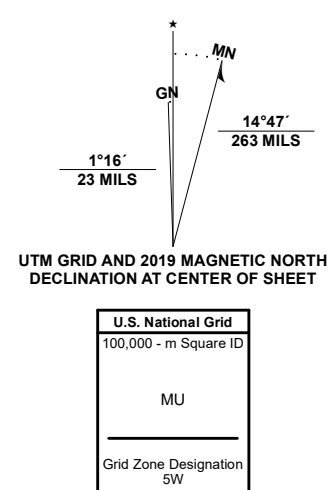 ★
MN
GN
14°47´
263 MILS
1°16´
23 MILS
UTM GRID AND 2019 MAGNETIC NORTH
DECLINATION AT CENTER OF SHEET
U.S. National Grid
100,000 - m Square ID
MU
Grid Zone Designation
5W